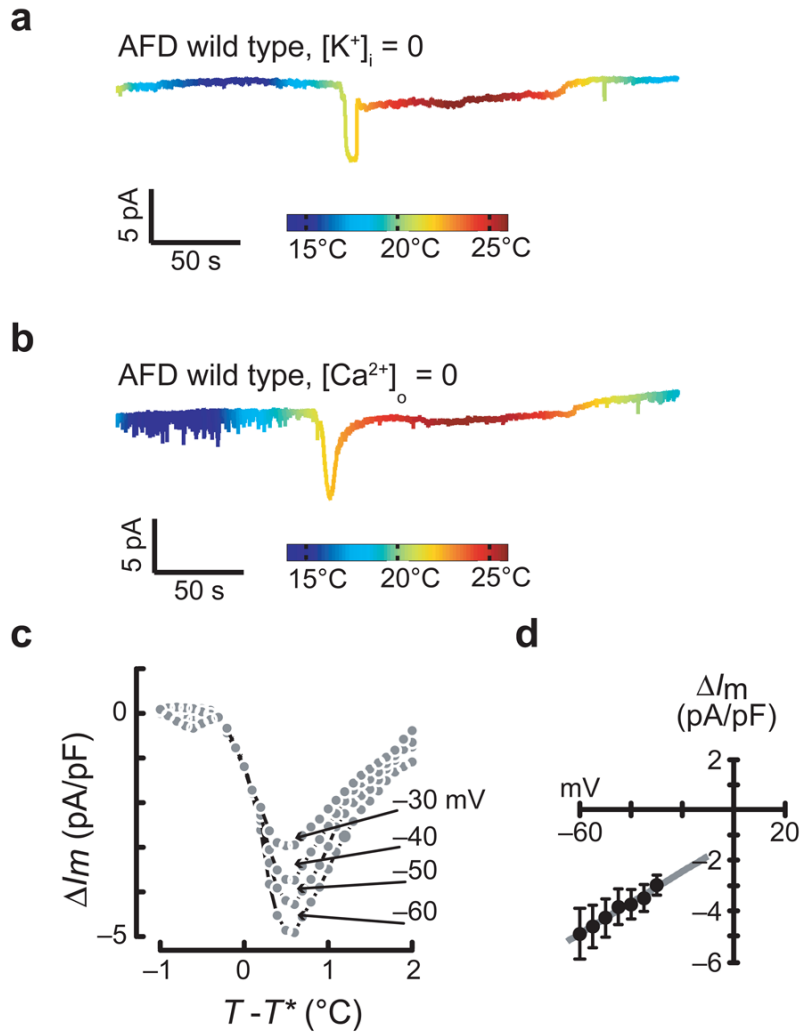 a
AFD wild type, [K⁺]ᵢ = 0
5 pA
50 s
15°C 20°C 25°C
b
AFD wild type, [Ca²⁺]ₒ = 0
5 pA
50 s
15°C 20°C 25°C
c
ΔIm (pA/pF)
0
–5
–30 mV
–40
–50
–60
–1 0 1 2
T -T* (°C)
d
ΔIm
(pA/pF)
2
mV
–60
20
–2
–4
–6